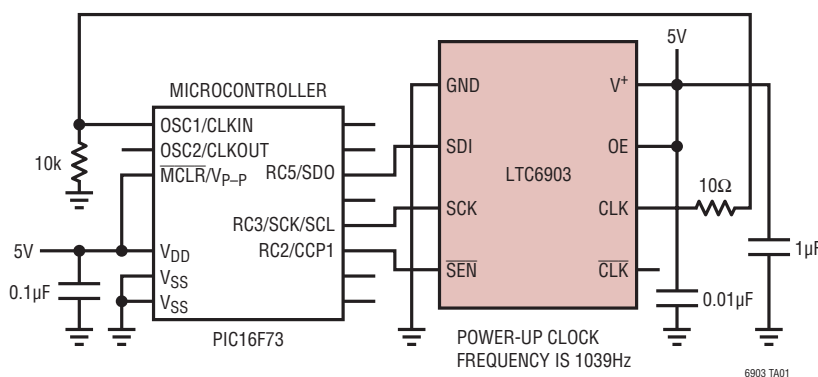 5V
MICROCONTROLLER
OSC1/CLKIN
OSC2/CLKOUT
MCLR/VP–P
RC5/SDO
RC3/SCK/SCL
RC2/CCP1
VDD
VSS
VSS
10k
5V
0.1µF
PIC16F73
GND
SDI
SCK
SEN
LTC6903
V+
OE
CLK
CLK
10Ω
1µF
0.01µF
POWER-UP CLOCK
FREQUENCY IS 1039Hz
6903 TA01